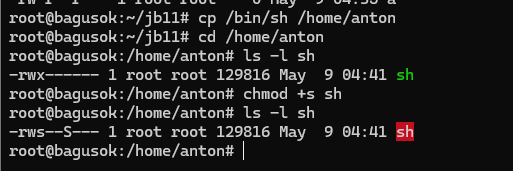 root@bagusok:~/jb11# cp /bin/sh /home/anton
root@bagusok:~/jb11# cd /home/anton
root@bagusok:/home/anton# ls -l sh
-rwx------ 1 root root 129816 May  9 04:41 sh
root@bagusok:/home/anton# chmod +s sh
root@bagusok:/home/anton# ls -l sh
-rws--S--- 1 root root 129816 May  9 04:41 sh
root@bagusok:/home/anton#